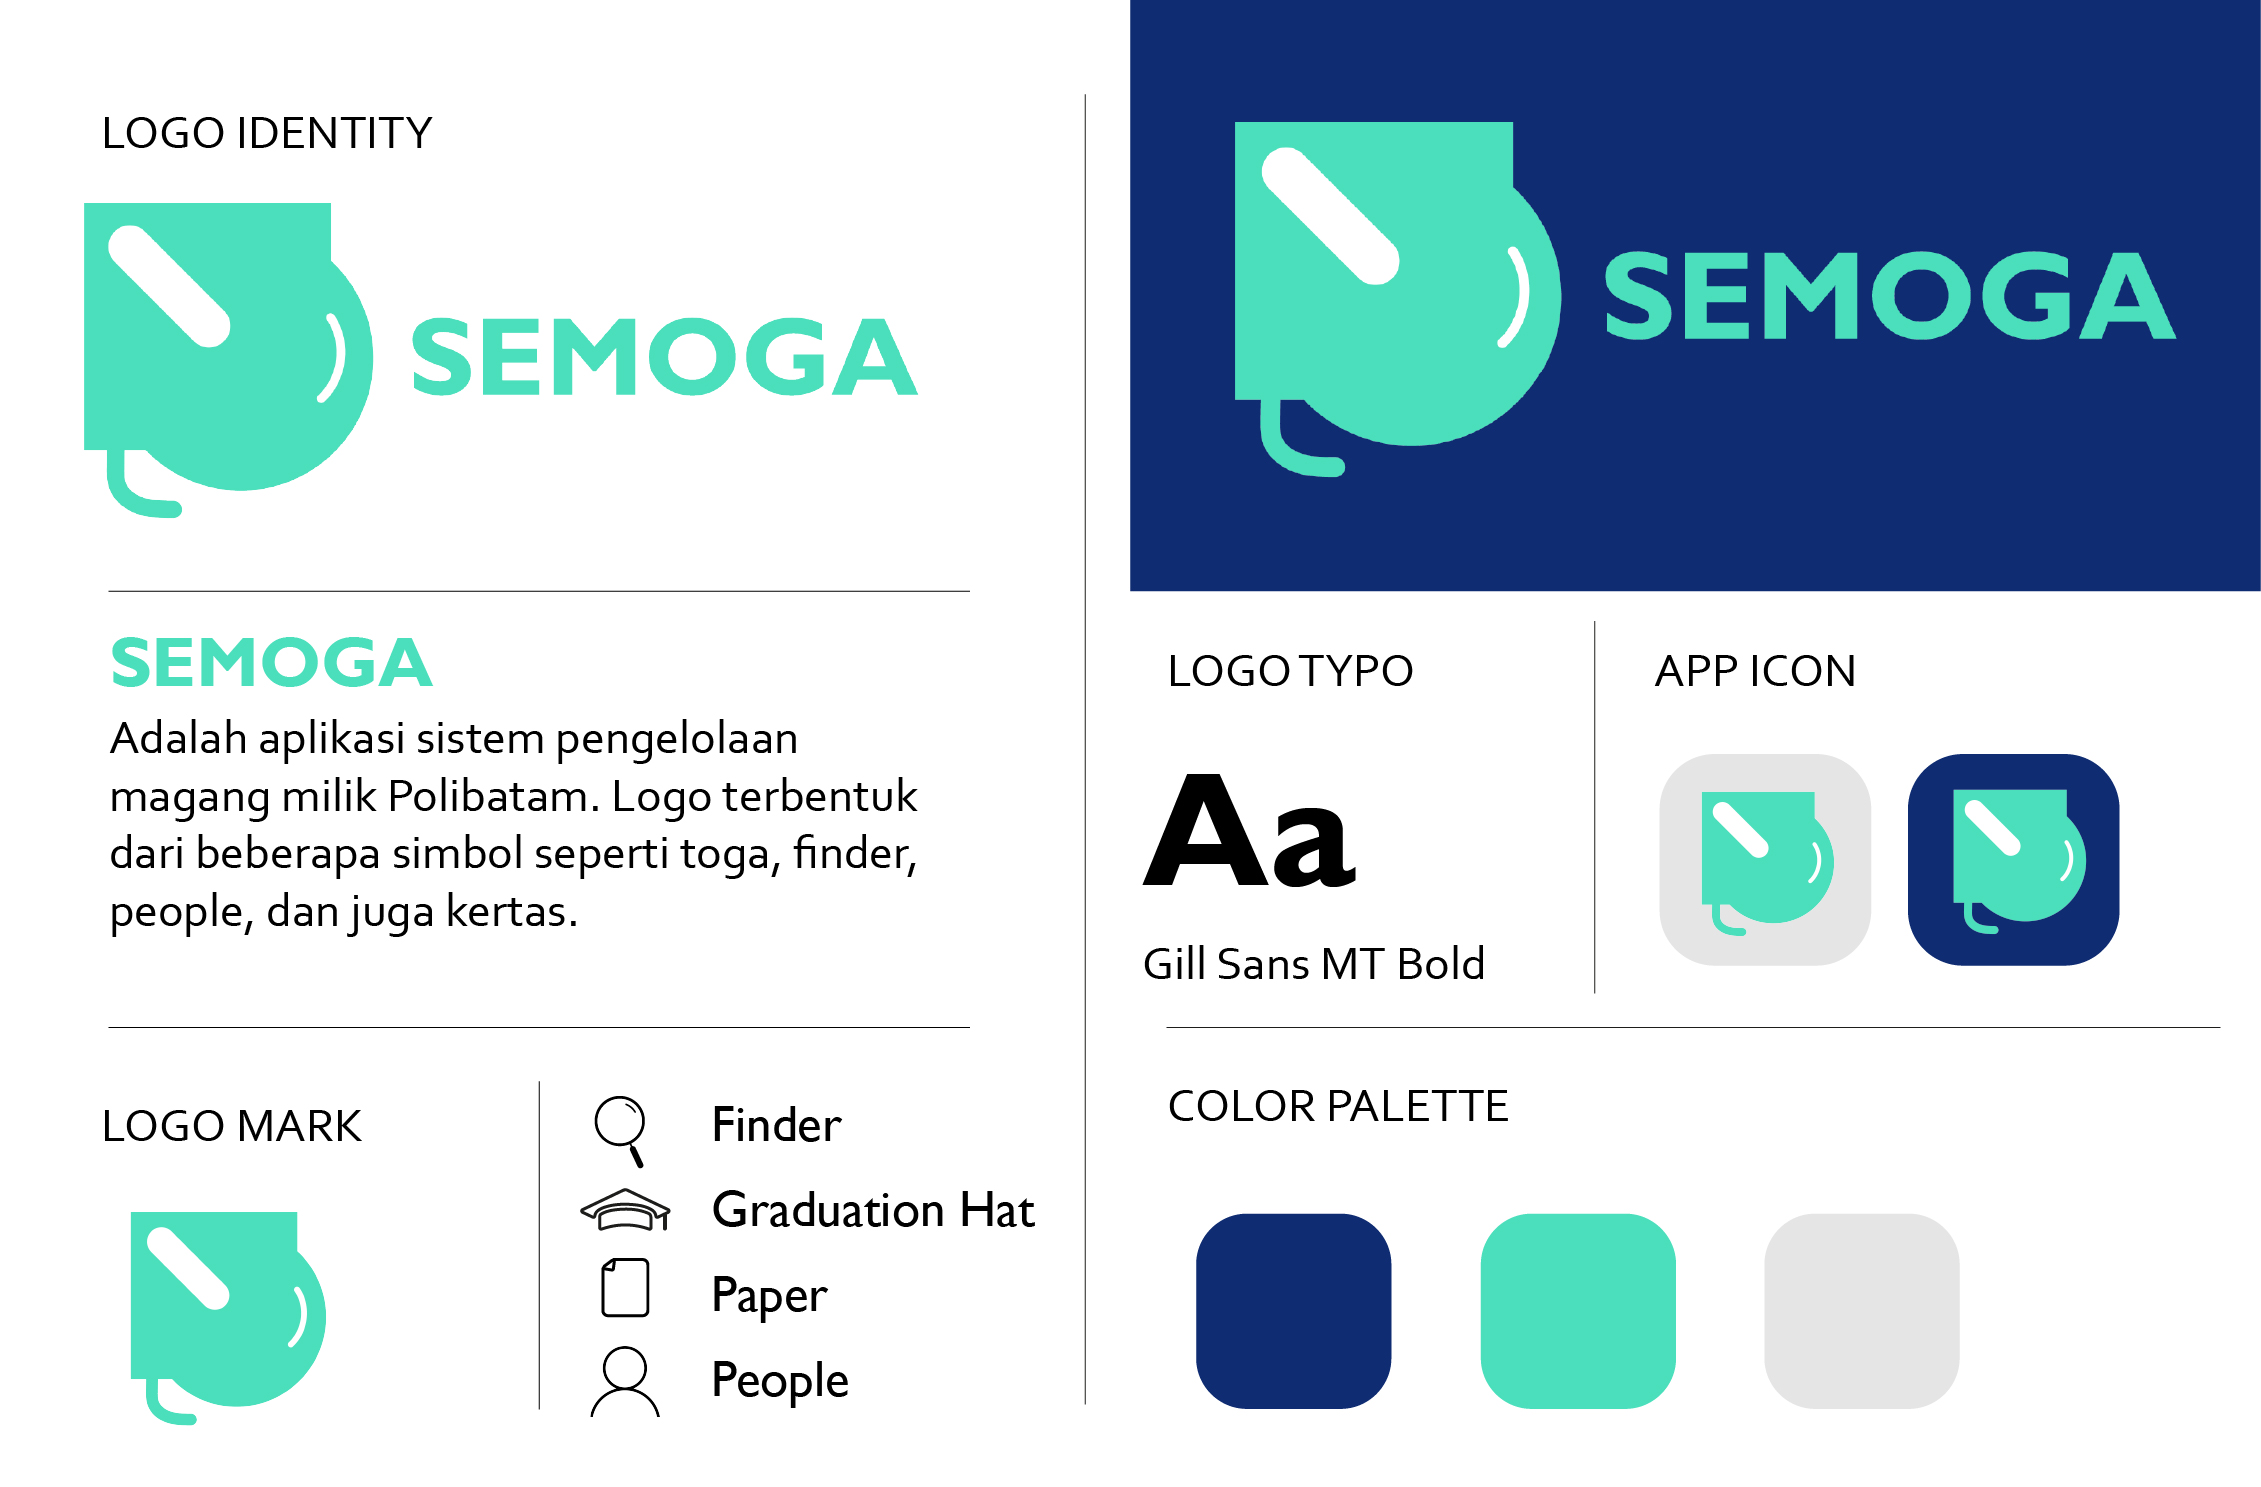 LOGO IDENTITY
SEMOGA
SEMOGA
Adalah aplikasi sistem pengelolaan
magang milik Polibatam. Logo terbentuk
dari beberapa simbol seperti toga, finder,
people, dan juga kertas.
LOGO MARK
Finder
Graduation Hat
Paper
People
SEMOGA
LOGO TYPO
Aa
Gill Sans MT Bold
APP ICON
COLOR PALETTE